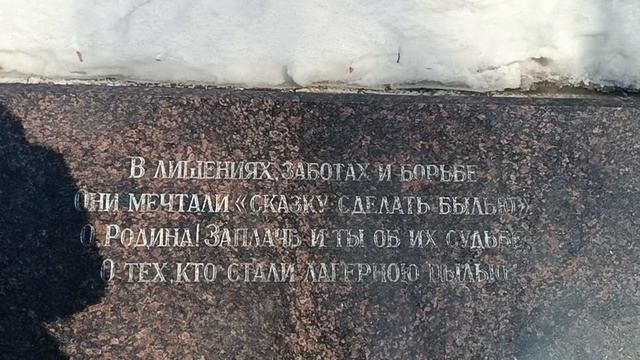 В лишениях, заботах и борьбе
Они мечтали «сказку сделать былью»
О, Родина! Заплачь и ты об их судьбе
О тех, кто стали лагерною пылью